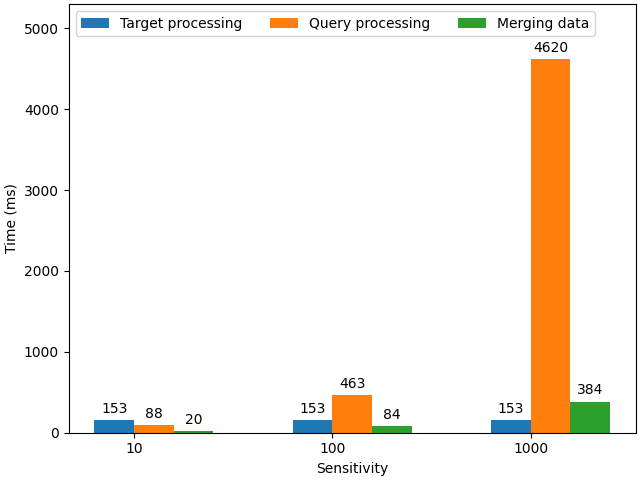 5000
Target processing Query processing Merging data
4620
4000
3000
2000
1000
463
384
153 88 20 153 84 153
0
10 100 1000
Time (ms)
Sensitivity